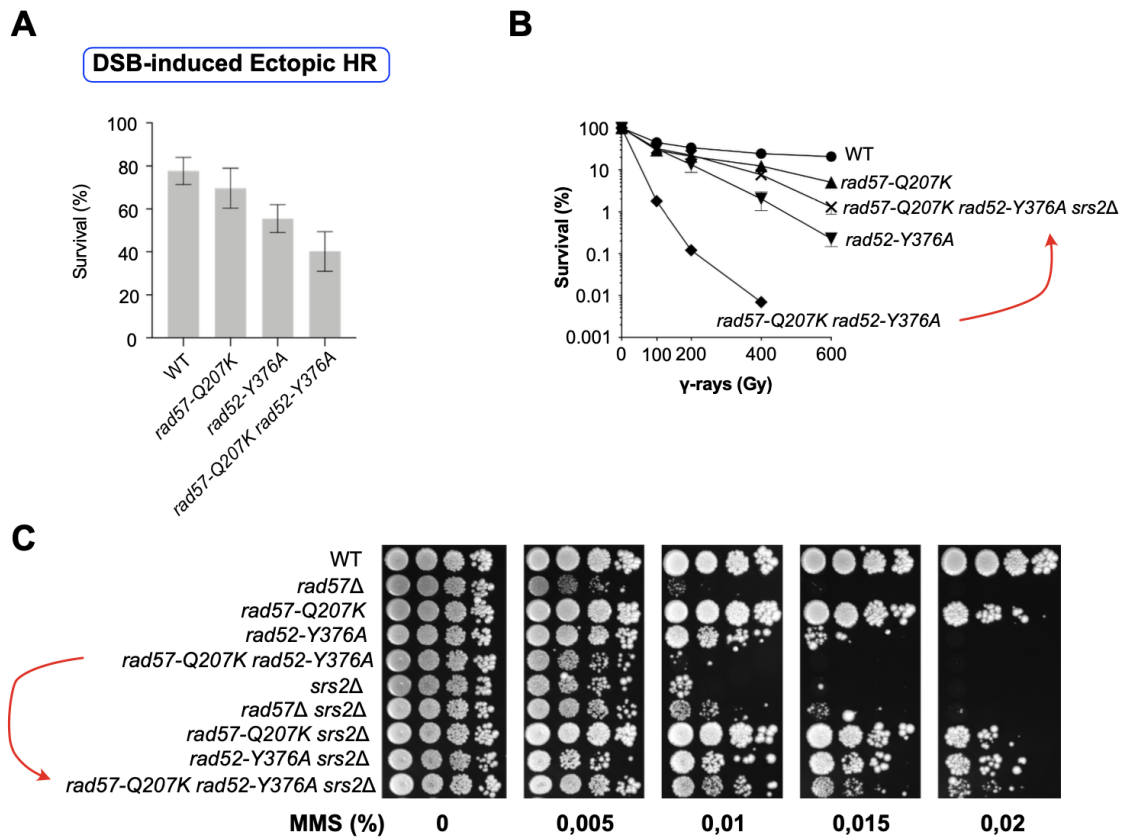 A
DSB-induced Ectopic HR
Survival (%)
100
80
60
40
20
0
WT
rad57-Q207K
rad52-Y376A
rad57-Q207K rad52-Y376A
B
Survival (%)
100
10
1
0.1
0.01
0.001
WT
rad57-Q207K
rad57-Q207K rad52-Y376A srs2Δ
rad52-Y376A
rad57-Q207K rad52-Y376A
0 100 200 400 600
γ-rays (Gy)
C
WT
rad57Δ
rad57-Q207K
rad52-Y376A
rad57-Q207K rad52-Y376A
srs2Δ
rad57Δ srs2Δ
rad57-Q207K srs2Δ
rad52-Y376A srs2Δ
rad57-Q207K rad52-Y376A srs2Δ
MMS (%) 0 0,005 0,01 0,015 0,02